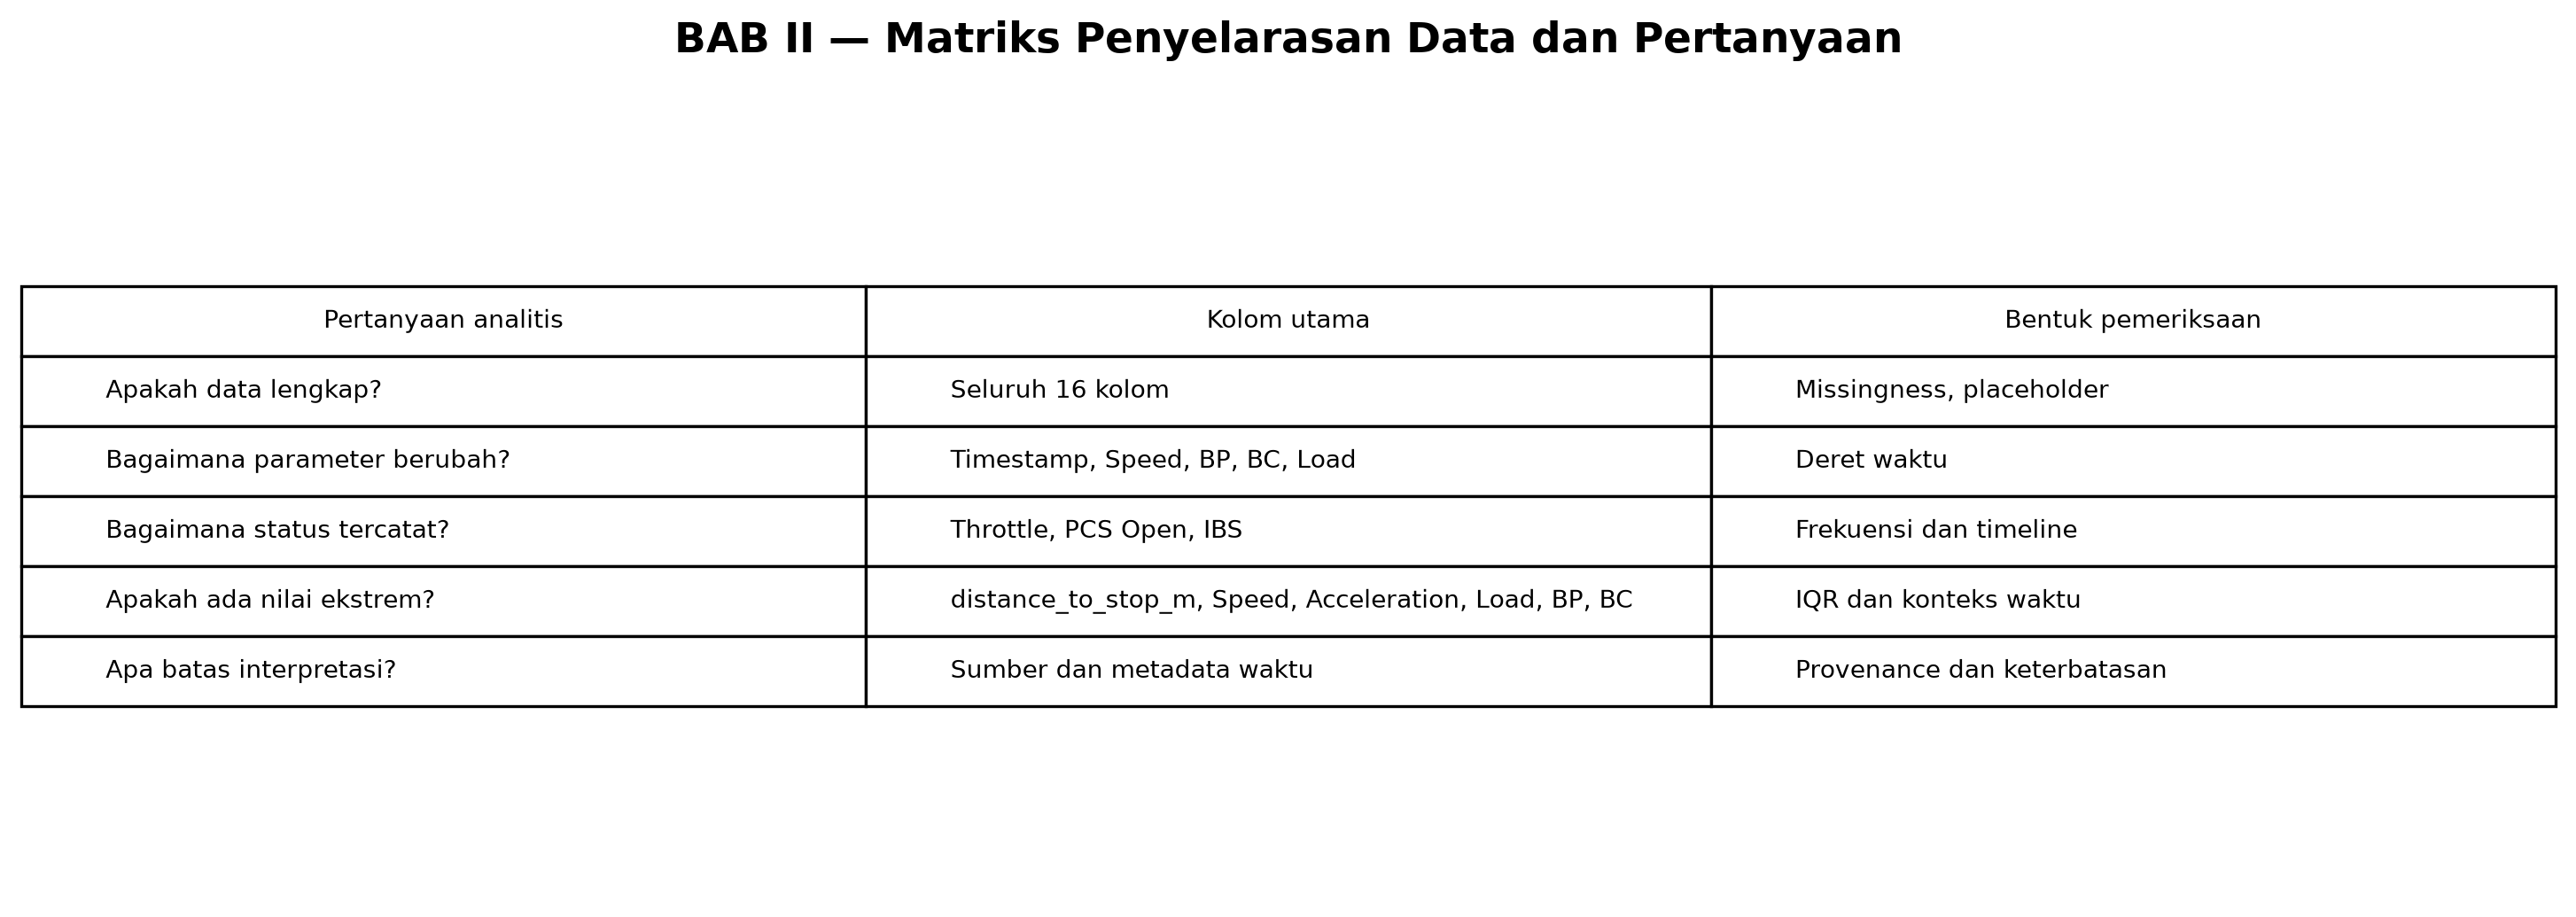 BAB II — Matriks Penyelarasan Data dan Pertanyaan
Pertanyaan analitis Kolom utama Bentuk pemeriksaan
Apakah data lengkap? Seluruh 16 kolom Missingness, placeholder
Bagaimana parameter berubah? Timestamp, Speed, BP, BC, Load Deret waktu
Bagaimana status tercatat? Throttle, PCS Open, IBS Frekuensi dan timeline
Apakah ada nilai ekstrem? distance_to_stop_m, Speed, Acceleration, Load, BP, BC IQR dan konteks waktu
Apa batas interpretasi? Sumber dan metadata waktu Provenance dan keterbatasan